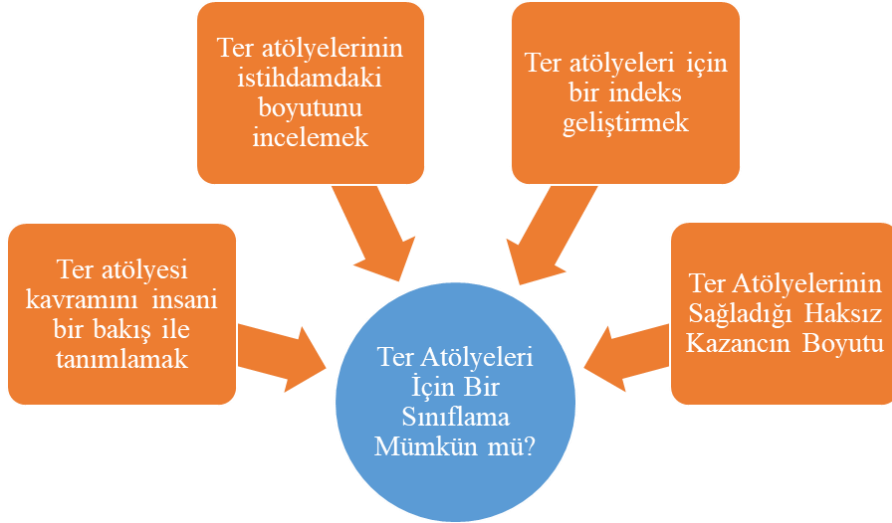 Ter atölyelerinin
istihdamdaki
boyutunu
incelemek
Ter atölyeleri için
bir indeks
geliştirmek
Ter atölyesi
kavramını insani
bir bakış ile
tanımlamak
Ter Atölyelerinin
Sağladığı Haksız
Kazancın Boyutu
Ter Atölyeleri
İçin Bir
Sınıflama
Mümkün mü?